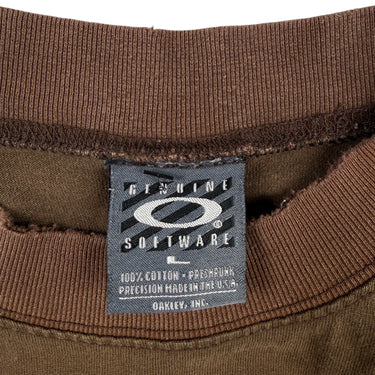 GENUINE
SOFTWARE
L
100% COTTON • PRESHRUNK
PRECISION MADE IN THE U.S.A.
OAKLEY, INC.